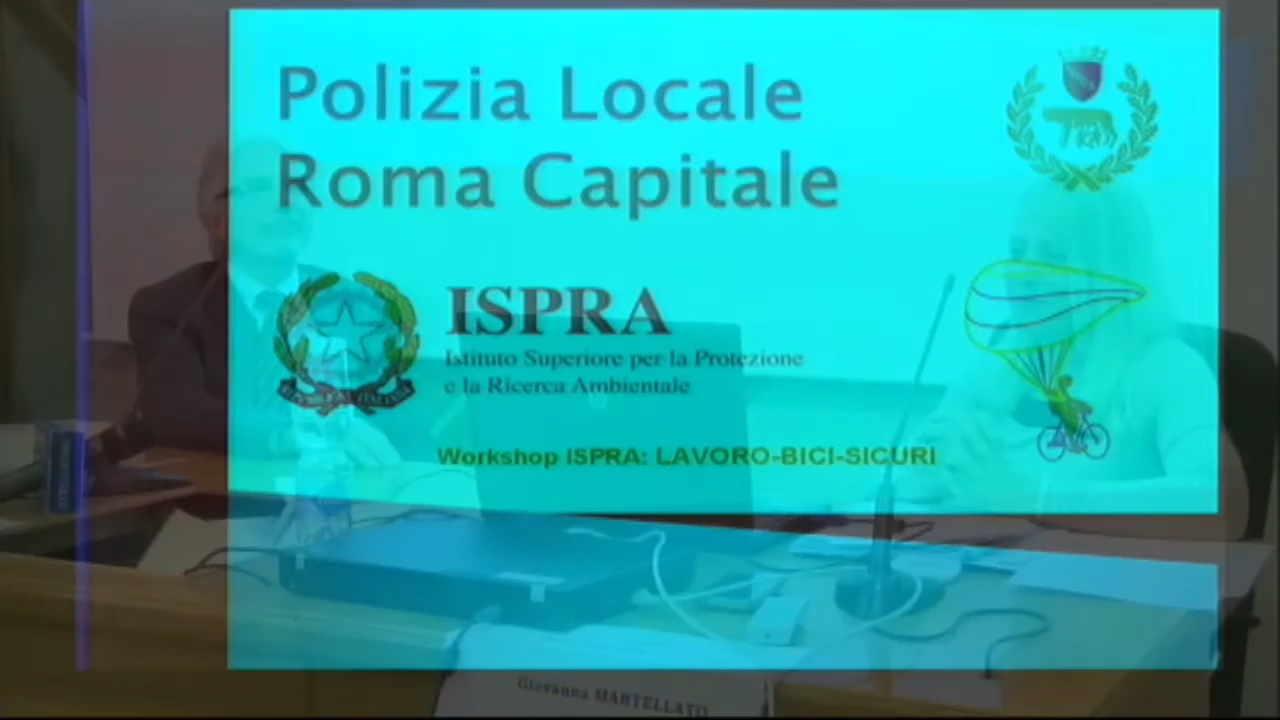 Polizia Locale
Roma Capitale
ISPRA
Istituto Superiore per la Protezione
e la Ricerca Ambientale
Workshop ISPRA: LAVORO-BICI-SICURI
Giovanna MARTELLATO